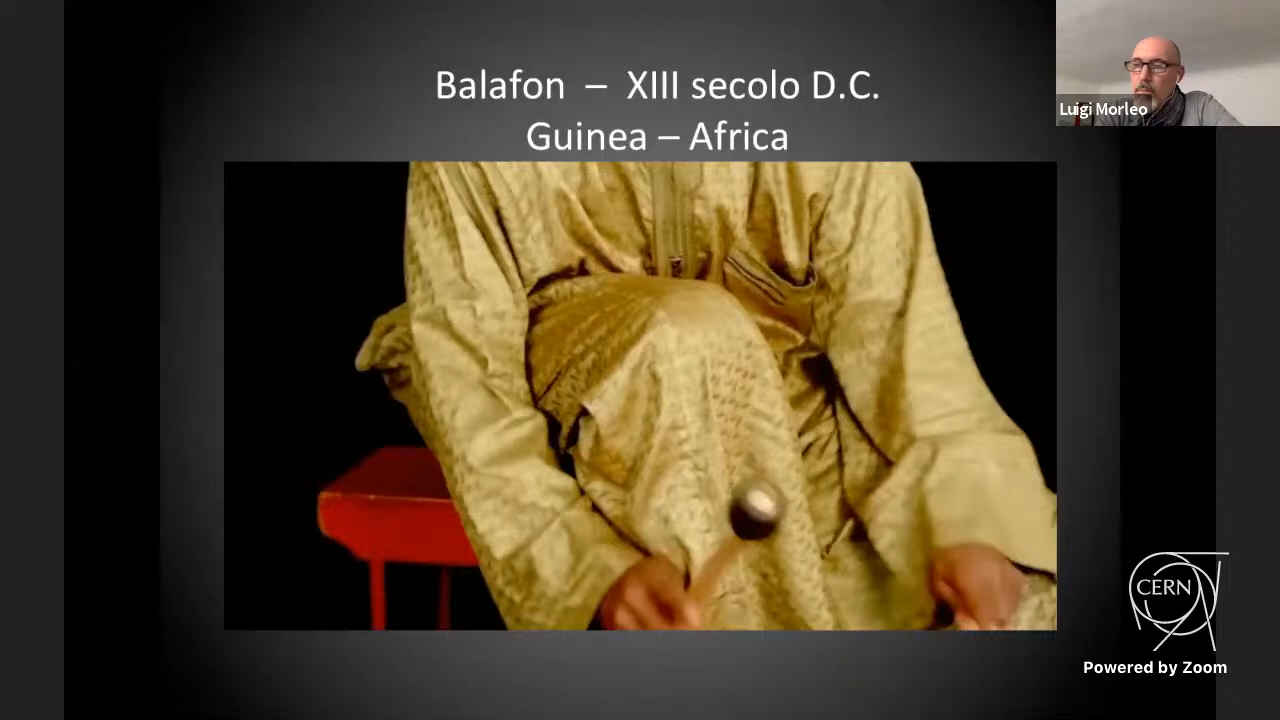 Balafon – XIII secolo D.C.
Guinea – Africa
Luigi Morleo
CERN
Powered by Zoom